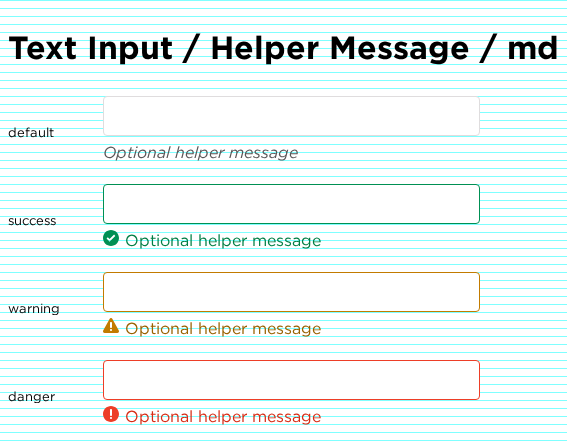 Text Input / Helper Message / md
default
Optional helper message
success
Optional helper message
warning
Optional helper message
danger
Optional helper message